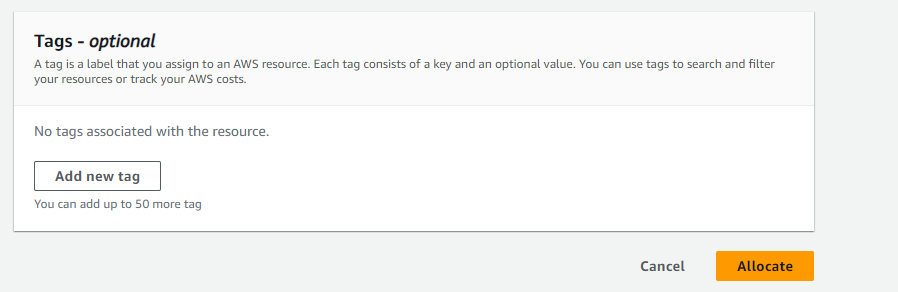 Tags - optional
A tag is a label that you assign to an AWS resource. Each tag consists of a key and an optional value. You can use tags to search and filter
your resources or track your AWS costs.
No tags associated with the resource.
Add new tag
You can add up to 50 more tag
Cancel
Allocate